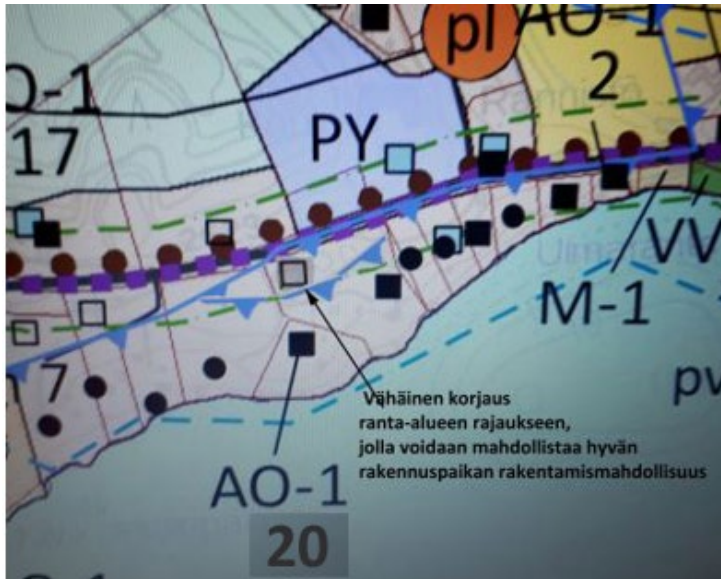 pl
AO-1
2
O-1
17
PY
VV
M-1
7
Vähäinen korjaus
ranta-alueen rajaukseen,
jolla voidaan mahdollistaa hyvän
rakennuspaikan rakentamismahdollisuus
AO-1
20